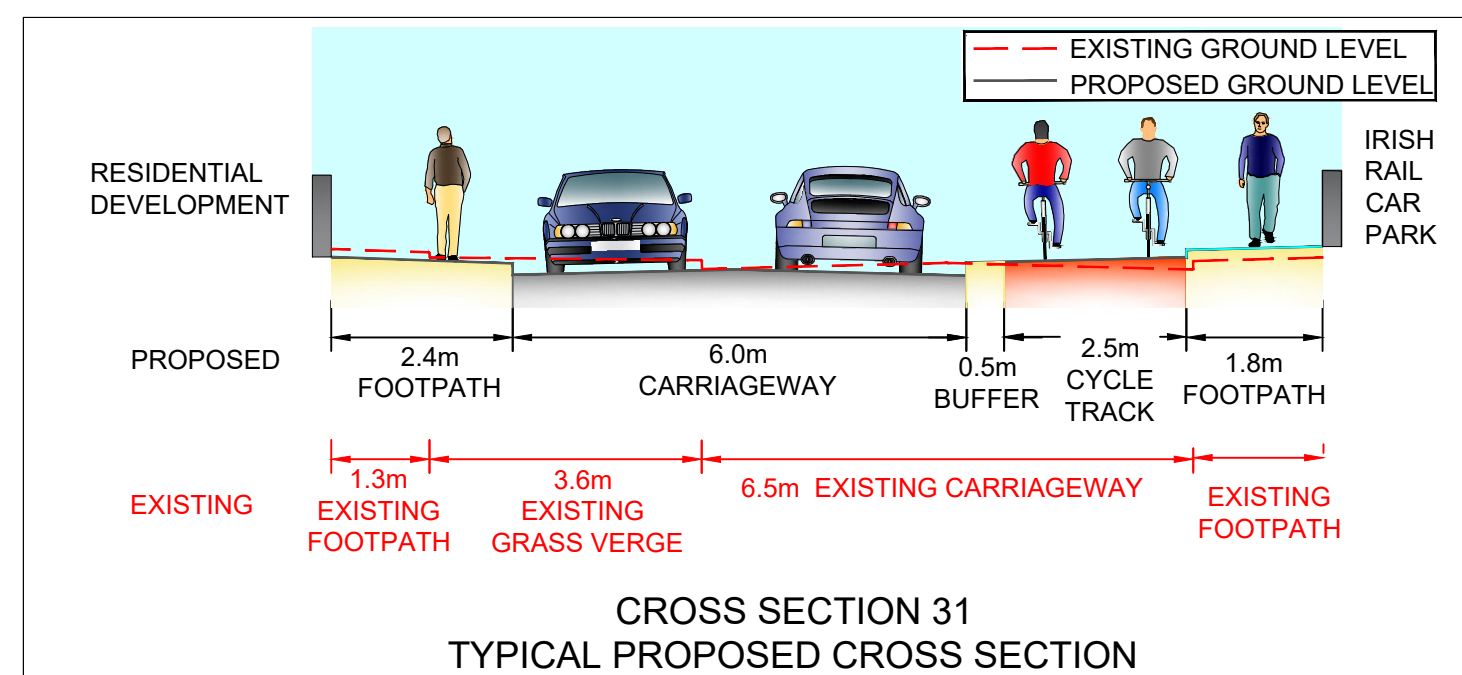 EXISTING GROUND LEVEL
PROPOSED GROUND LEVEL
RESIDENTIAL
DEVELOPMENT
IRISH
RAIL
CAR
PARK
PROPOSED
2.4m
FOOTPATH
6.0m
CARRIAGEWAY
0.5m
BUFFER
2.5m
CYCLE
TRACK
1.8m
FOOTPATH
EXISTING
1.3m
EXISTING
FOOTPATH
3.6m
EXISTING
GRASS VERGE
6.5m EXISTING CARRIAGEWAY
EXISTING
FOOTPATH
CROSS SECTION 31
TYPICAL PROPOSED CROSS SECTION